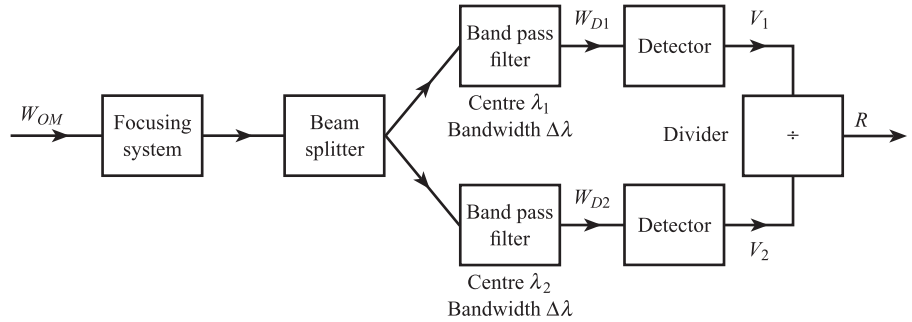 W_OM
Focusing
system
Beam
splitter
Band pass
filter
Centre λ₁
Bandwidth Δλ
W_D1
Detector
V₁
Divider
÷
R
Band pass
filter
Centre λ₂
Bandwidth Δλ
W_D2
Detector
V₂